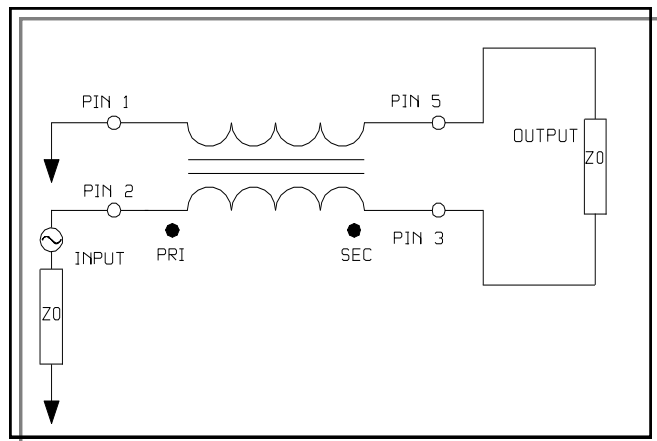 PIN 1
PIN 5
OUTPUT
Z0
PIN 2
PIN 3
INPUT
PRI
SEC
Z0